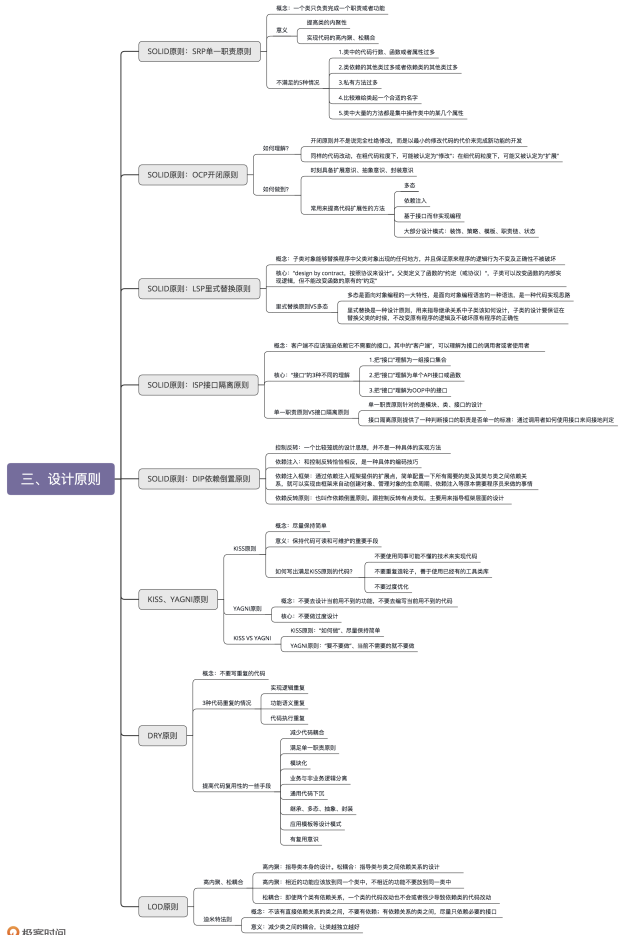 概念:一个类只负责完成一个职责或者功能
意义
提高类的内聚性
实现代码的高内聚、松耦合
SOLID原则:SRP单一职责原则
不满足的5种情况
1.类中的代码行数、函数或者属性过多
2.类依赖的其他类过多或者依赖类的其他类过多
3.私有方法过多
4.比较难给类起一个合适的名字
5.类中大量的方法都是集中操作类中的某几个属性
SOLID原则:OCP开闭原则
如何理解?
开闭原则并不是说完全杜绝修改,而是以最小的修改代码的代价来完成新功能的开发
同样的代码改动,在粗代码粒度下,可能被认定为“修改”;在细代码粒度下,可能又被认定为“扩展”
如何做到?
时刻具备扩展意识、抽象意识、封装意识
常用来提高代码扩展性的方法
多态
依赖注入
基于接口而非实现编程
大部分设计模式:装饰、策略、模板、职责链、状态
SOLID原则:LSP里式替换原则
概念:子类对象能够替换程序中父类对象出现的任何地方,并且保证原来程序的逻辑行为不变及正确性不被破坏
核心:“design by contract,按照协议来设计”。父类定义了函数的“约定(或协议)”,子类可以改变函数的内部实
现逻辑,但不能改变函数的原有的“约定”
里式替换原则VS多态
多态是面向对象编程的一大特性,是面向对象编程语言的一种语法,是一种代码实现思路
里式替换是一种设计原则,用来指导继承关系中子类该如何设计,子类的设计要保证在
替换父类的时候,不改变原有程序的逻辑及不破坏原有程序的正确性
SOLID原则:ISP接口隔离原则
概念:客户端不应该强迫依赖它不需要的接口。其中的“客户端”,可以理解为接口的调用者或者使用者
核心:“接口”的3种不同的理解
1.把“接口”理解为一组接口集合
2.把“接口”理解为单个API接口或函数
3.把“接口”理解为OOP中的接口
单一职责原则VS接口隔离原则
单一职责原则针对的是模块、类、接口的设计
接口隔离原则提供了一种判断接口的职责是否单一的标准:通过调用者如何使用接口来间接地判定
三、设计原则
SOLID原则:DIP依赖倒置原则
控制反转:一个比较笼统的设计思想,并不是一种具体的实现方法
依赖注入:和控制反转恰恰相反,是一种具体的编码技巧
依赖注入框架:通过依赖注入框架提供的扩展点,简单配置一下所有需要的类及其类与类之间依赖关
系,就可以实现由框架来自动创建对象、管理对象的生命周期、依赖注入等原本需要程序员来做的事情
依赖反转原则:也叫作依赖倒置原则。跟控制反转有点类似,主要用来指导框架层面的设计
KISS、YAGNI原则
KISS原则
概念:尽量保持简单
意义:保持代码可读和可维护的重要手段
如何写出满足KISS原则的代码?
不要使用同事可能不懂的技术来实现代码
不要重复造轮子,善于使用已经有的工具类库
不要过度优化
YAGNI原则
概念:不要去设计当前用不到的功能,不要去编写当前用不到的代码
核心:不要做过度设计
KISS VS YAGNI
KISS原则:“如何做”,尽量保持简单
YAGNI原则:“要不要做”,当前不需要的就不要做
DRY原则
概念:不要写重复的代码
3种代码重复的情况
实现逻辑重复
功能语义重复
代码执行重复
提高代码复用性的一些手段
减少代码耦合
满足单一职责原则
模块化
业务与非业务逻辑分离
通用代码下沉
继承、多态、抽象、封装
应用模板等设计模式
有复用意识
LOD原则
高内聚、松耦合
高内聚:指导类本身的设计。松耦合:指导类与类之间依赖关系的设计
高内聚:相近的功能应该放到同一个类中,不相近的功能不要放到同一类中
松耦合:即使两个类有依赖关系,一个类的代码改动也不会或者很少导致依赖类的代码改动
迪米特法则
概念:不该有直接依赖关系的类之间,不要有依赖;有依赖关系的类之间,尽量只依赖必要的接口
意义:减少类之间的耦合,让类越独立越好
极客时间